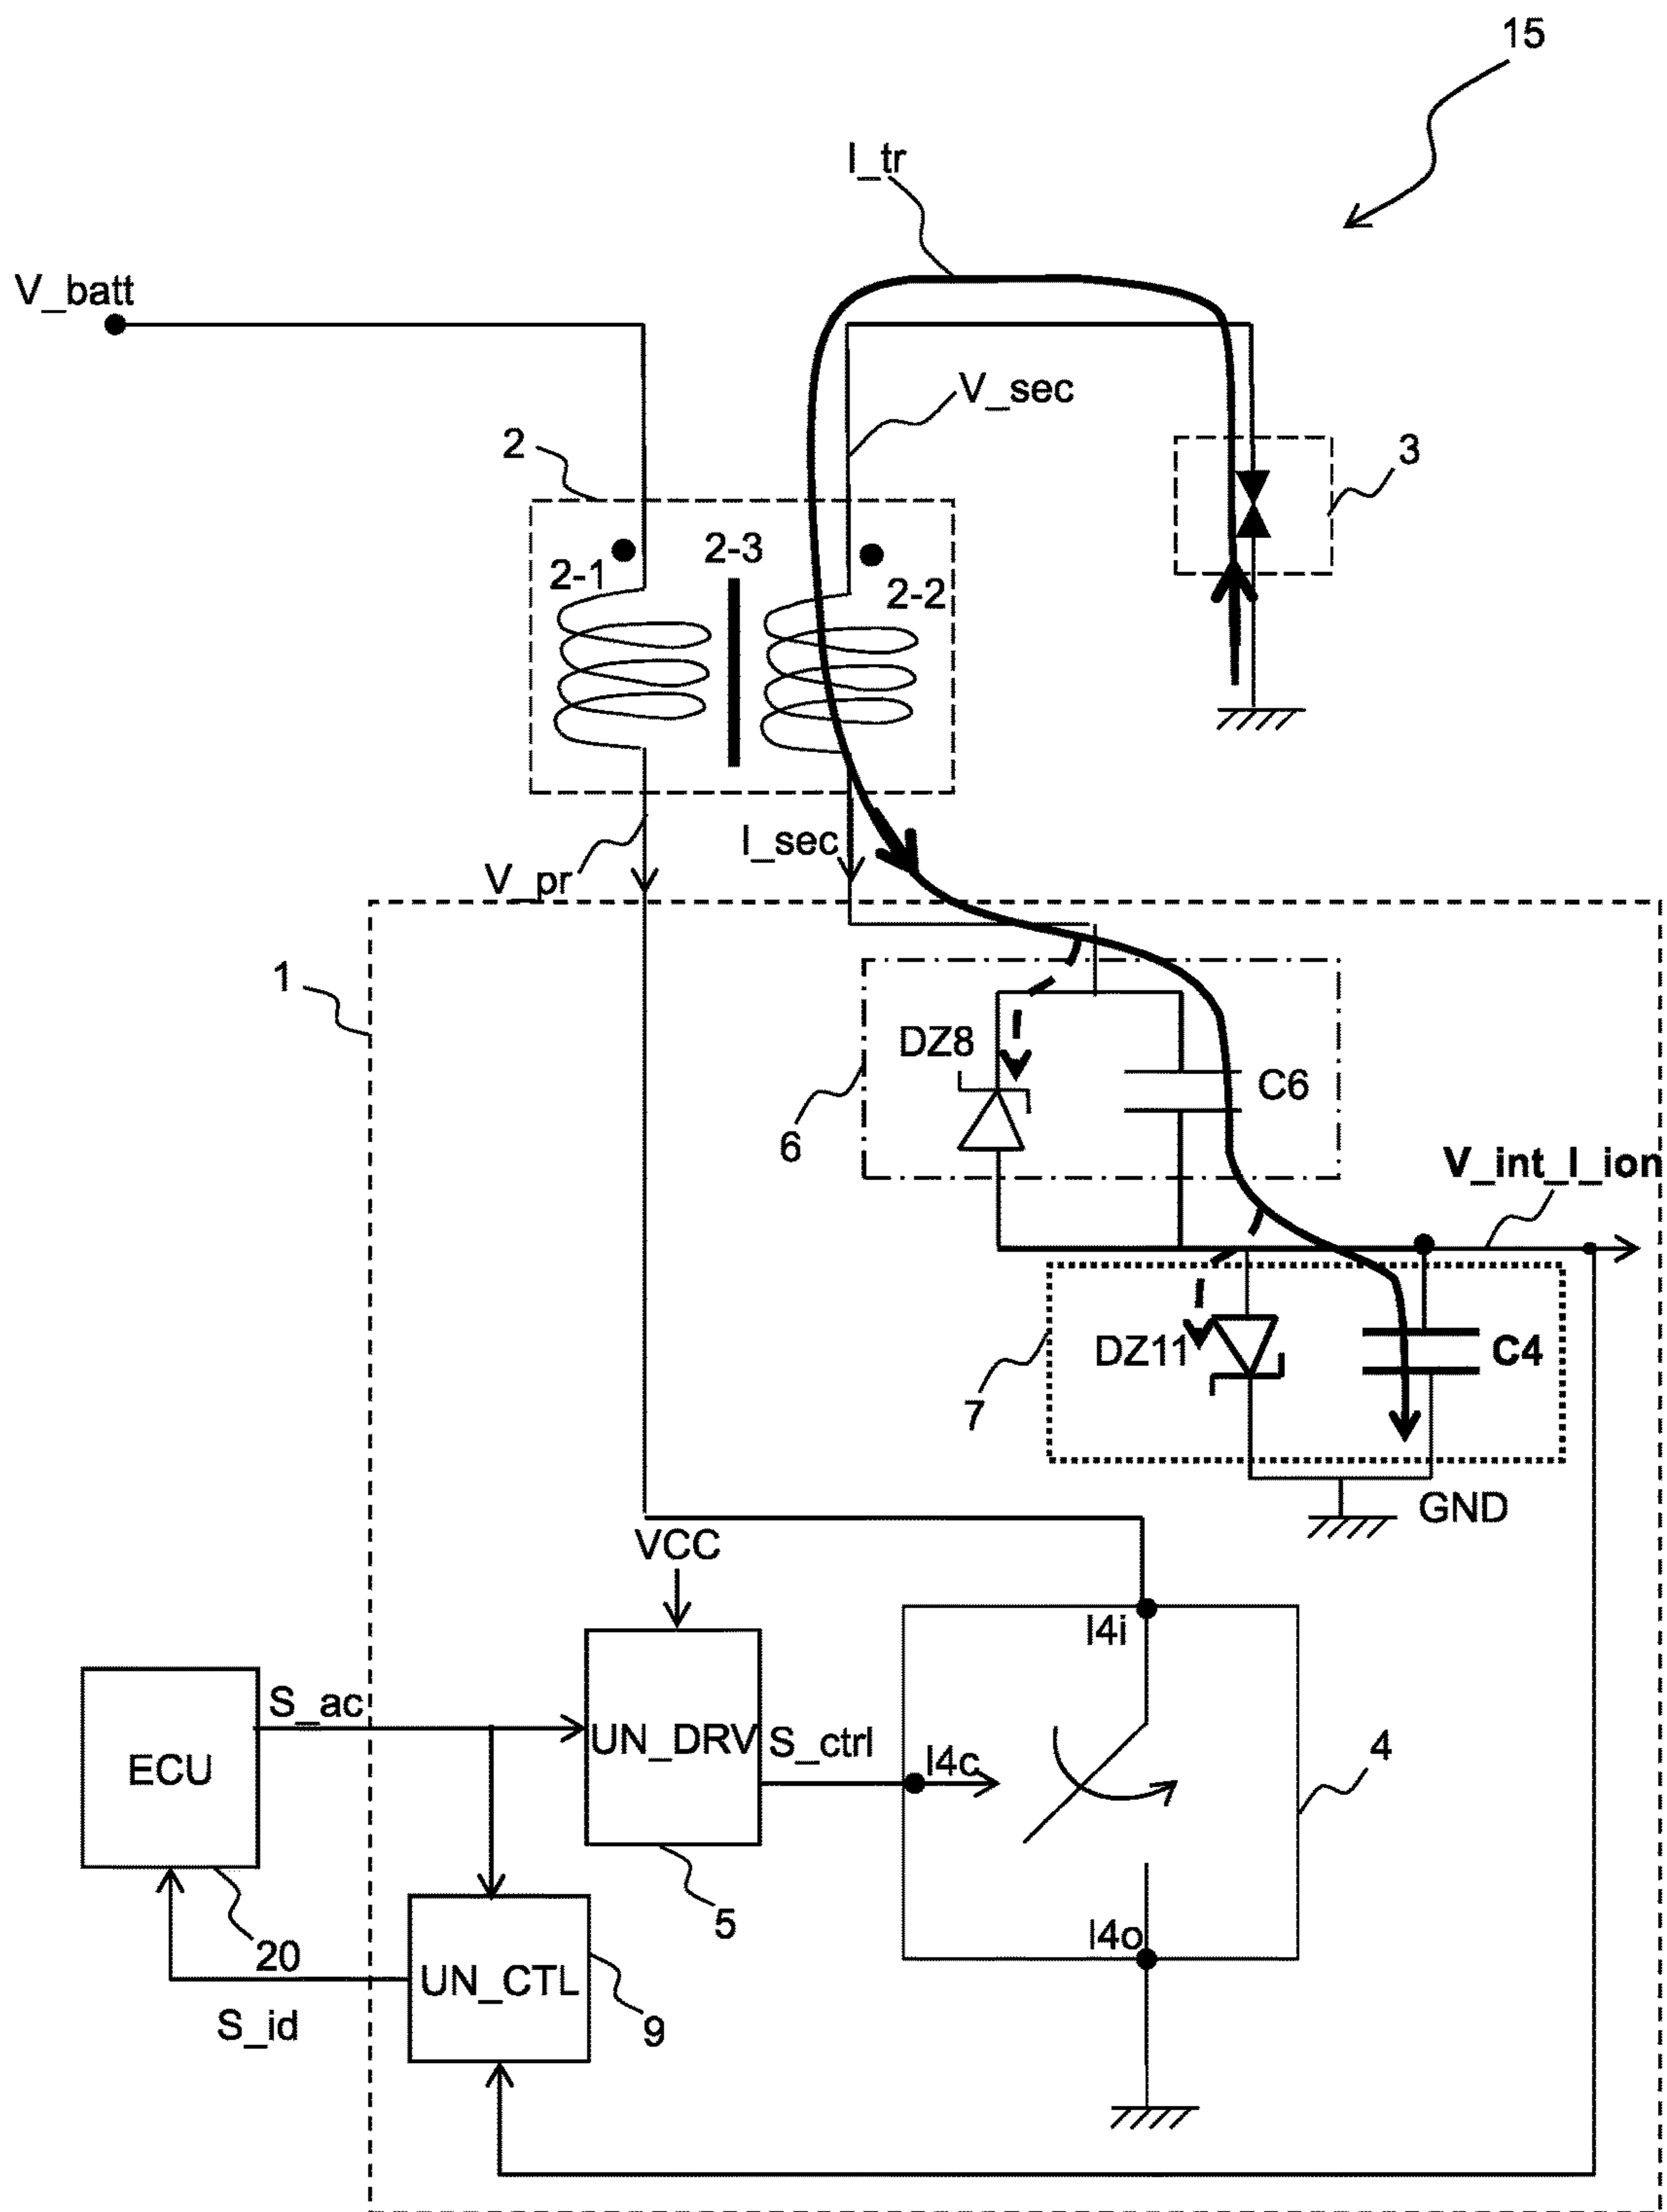 15
I_tr
V_batt
V_sec
2
3
2-1
2-3
2-2
V_pr
I_sec
1
DZ8
C6
6
V_int_I_ion
DZ11
C4
7
GND
VCC
I4i
S_ac
ECU
UN_DRV
S_ctrl
I4c
4
5
I4o
20
UN_CTL
S_id
9